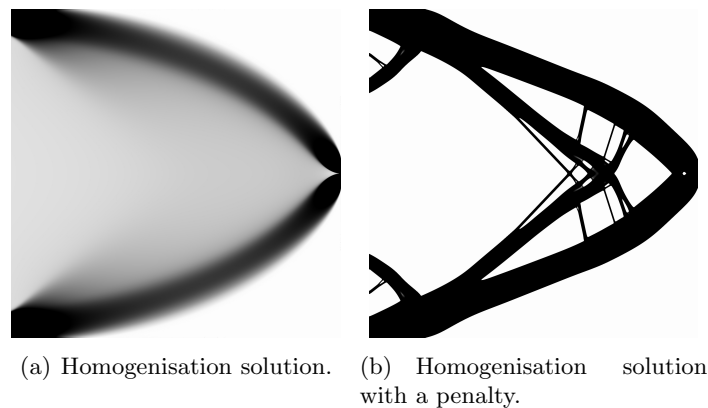 (a) Homogenisation solution.
(b) Homogenisation solution
with a penalty.